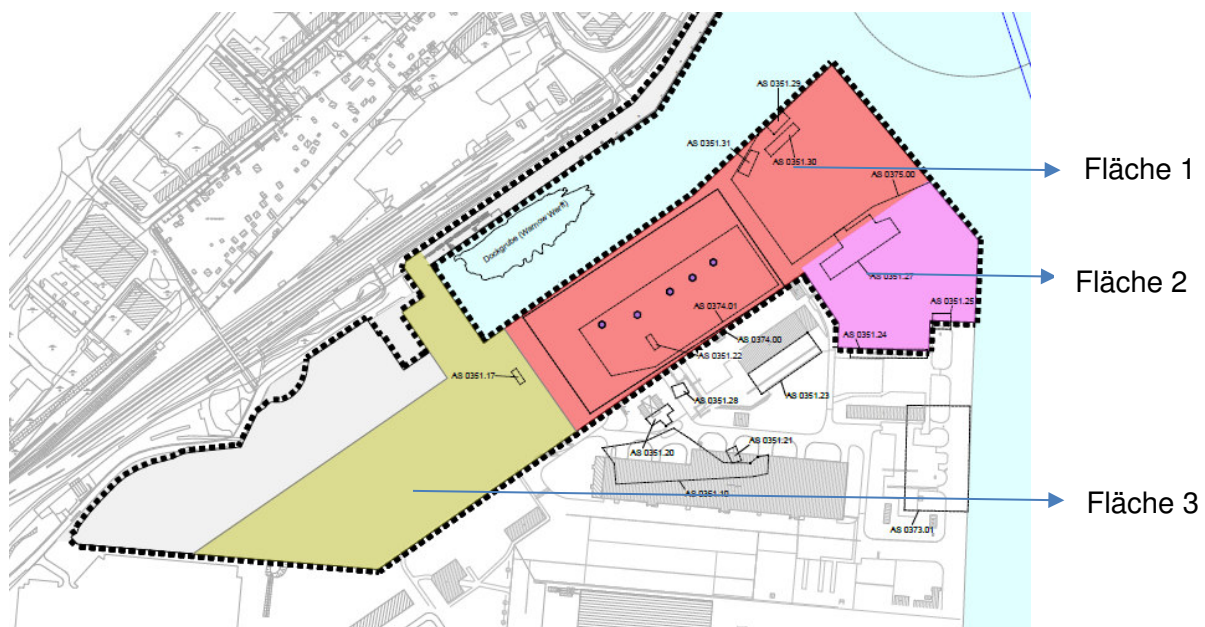 AS 0351.29
AS 0351.31
AS 0351.30
Fläche 1
AS 0375.00
Dockgrube (Warnow Werft)
AS 0351.27
Fläche 2
AS 0351.25
AS 0374.01
AS 0374.00
AS 0351.24
AS 0351.22
AS 0351.17
AS 0351.28
AS 0351.23
AS 0351.21
AS 0351.20
AS 0351.10
Fläche 3
AS 0373.01